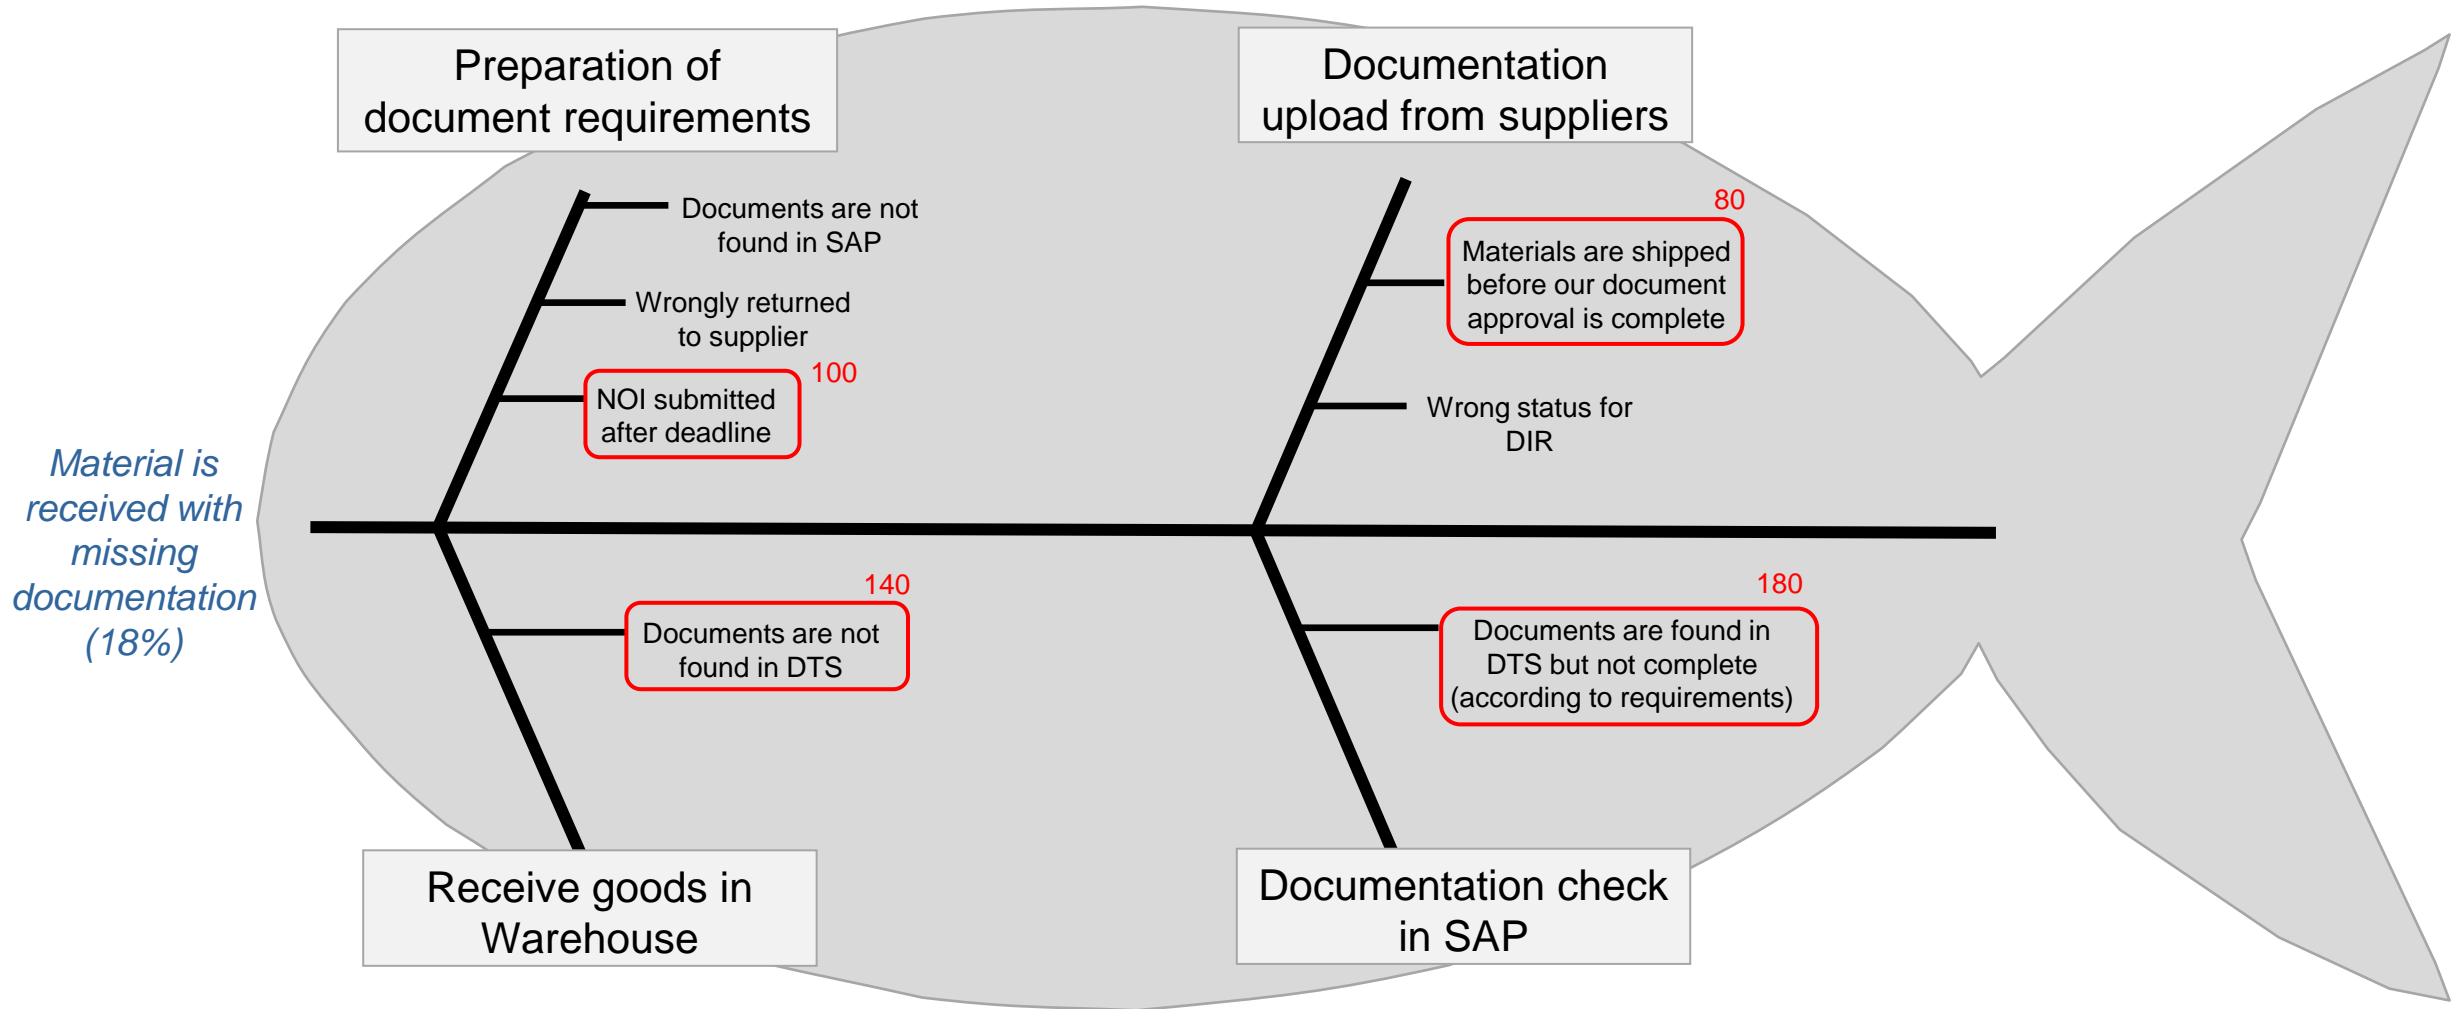 Preparation of
document requirements
Documentation
upload from suppliers
Documents are not
found in SAP
Wrongly returned
to supplier
100
NOI submitted
after deadline
80
Materials are shipped
before our document
approval is complete
Wrong status for
DIR
Material is
received with
missing
documentation
(18%)
140
Documents are not
found in DTS
180
Documents are found in
DTS but not complete
(according to requirements)
Receive goods in
Warehouse
Documentation check
in SAP